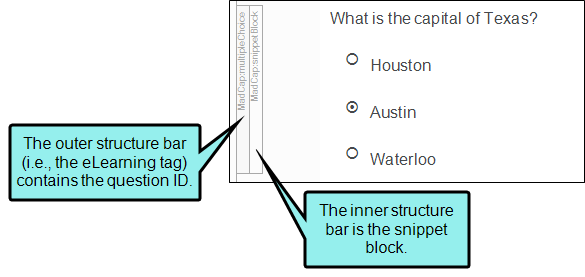 What is the capital of Texas?
MadCap:multipleChoice
MadCap:snippetBlock
Houston
Austin
Waterloo
The outer structure bar
(i.e., the eLearning tag)
contains the question ID.
The inner structure
bar is the snippet
block.